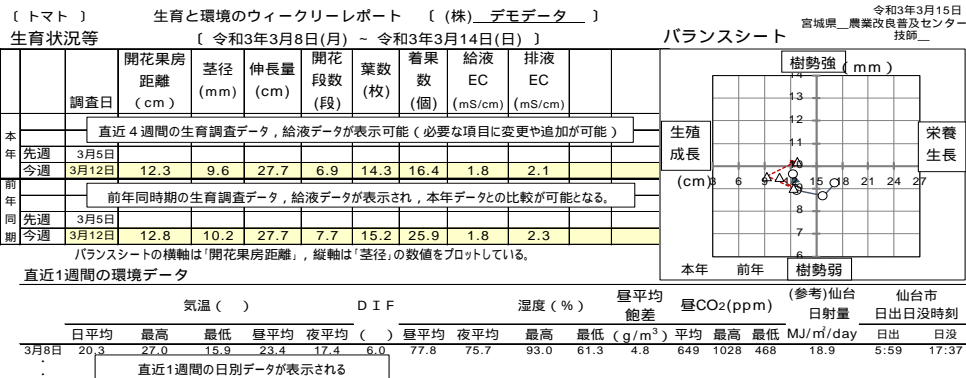 〔 トマト 〕 生育と環境のウィークリーレポート 〔 (株)_デモデータ_ 〕
令和3年3月15日
宮城県__農業改良普及センター
技師__
生育状況等 〔 令和3年3月8日(月) ~ 令和3年3月14日(日) 〕
調査日 開花果房距離(cm) 茎径(mm) 伸長量(cm) 開花段数(段) 葉数(枚) 着果数(個) 給液EC(mS/cm) 排液EC(mS/cm)
本年
直近4週間の生育調査データ，給液データが表示可能(必要な項目に変更や追加が可能)
先週 3月5日
今週 3月12日 12.3 9.6 27.7 6.9 14.3 16.4 1.8 2.1
前年同期
前年同時期の生育調査データ，給液データが表示され，本年データとの比較が可能となる。
先週 3月5日
今週 3月12日 12.8 10.2 27.7 7.7 15.2 25.9 1.8 2.3
バランスシートの横軸は「開花果房距離」，縦軸は「茎径」の数値をプロットしている。
バランスシート
樹勢強 (mm)
14
13
11
生殖成長
栄養生長
(cm) 3 6 9 12 15 18 21 24 27
8
7
6
本年 前年 樹勢弱
直近1週間の環境データ
気温( ) DIF 湿度(%) 昼平均飽差 昼CO2(ppm) (参考)仙台日射量 仙台市日出日没時刻
日平均 最高 最低 昼平均 夜平均 ( ) 昼平均 夜平均 最高 最低 (g/m³) 平均 最高 最低 MJ/㎡/day 日出 日没
3月8日 20.3 27.0 15.9 23.4 17.4 6.0 77.8 75.7 93.0 61.3 4.8 649 1028 468 18.9 5:59 17:37
・
・
直近1週間の日別データが表示される